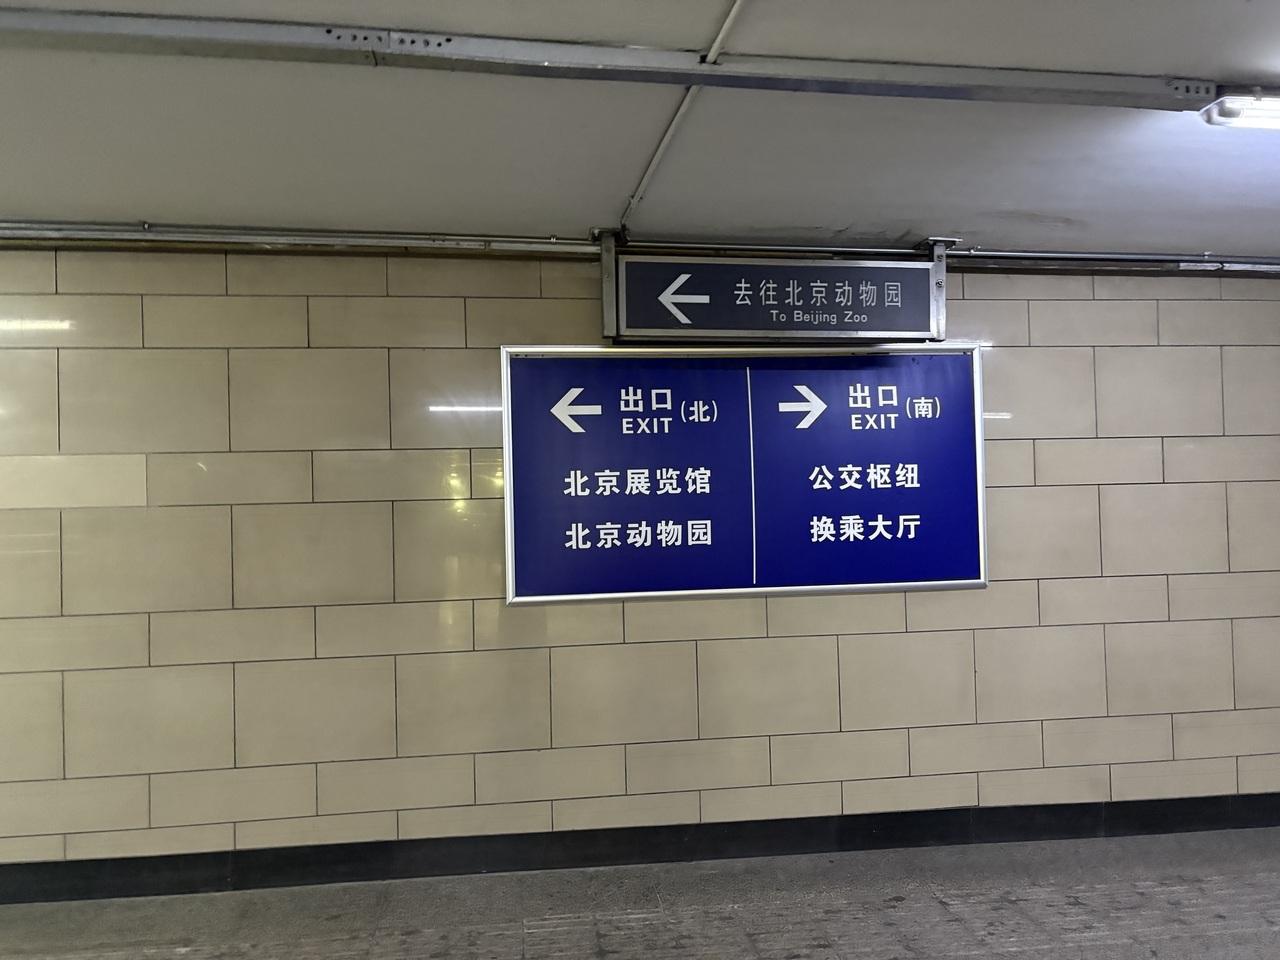 去往北京动物园
To Beijing Zoo
出口(北)
EXIT
北京展览馆
北京动物园
出口(南)
EXIT
公交枢纽
换乘大厅